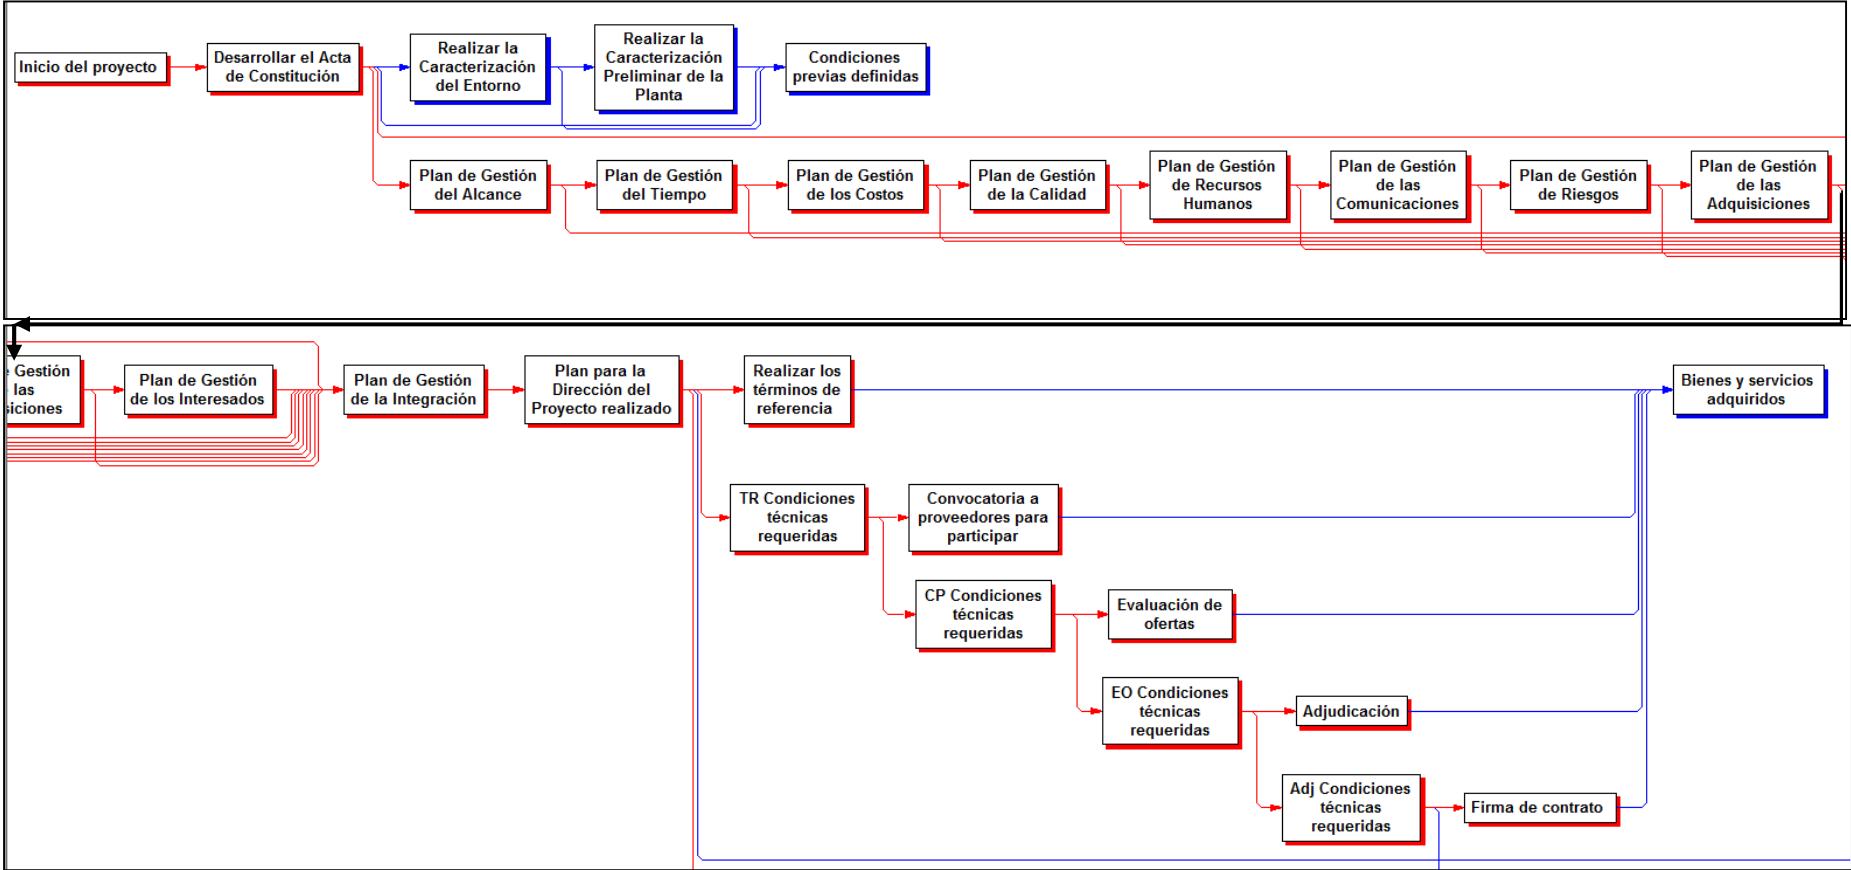 Inicio del proyecto
Desarrollar el Acta
de Constitución
Realizar la
Caracterización
del Entorno
Realizar la
Caracterización
Preliminar de la
Planta
Condiciones
previas definidas
Plan de Gestión
del Alcance
Plan de Gestión
del Tiempo
Plan de Gestión
de los Costos
Plan de Gestión
de la Calidad
Plan de Gestión
de Recursos
Humanos
Plan de Gestión
de las
Comunicaciones
Plan de Gestión
de Riesgos
Plan de Gestión
de las
Adquisiciones
e Gestión
las
siciones
Plan de Gestión
de los Interesados
Plan de Gestión
de la Integración
Plan para la
Dirección del
Proyecto realizado
Realizar los
términos de
referencia
Bienes y servicios
adquiridos
TR Condiciones
técnicas
requeridas
Convocatoria a
proveedores para
participar
CP Condiciones
técnicas
requeridas
Evaluación de
ofertas
EO Condiciones
técnicas
requeridas
Adjudicación
Adj Condiciones
técnicas
requeridas
Firma de contrato